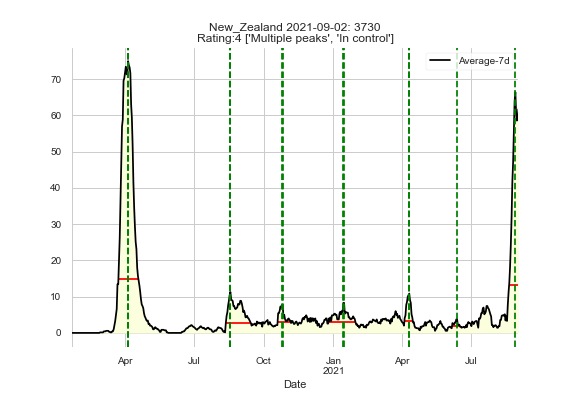 New_Zealand 2021-09-02: 3730
Rating:4 ['Multiple peaks', 'In control']
Average-7d
70
60
50
40
30
20
10
0
Apr
Jul
Oct
Jan
2021
Apr
Jul
Date